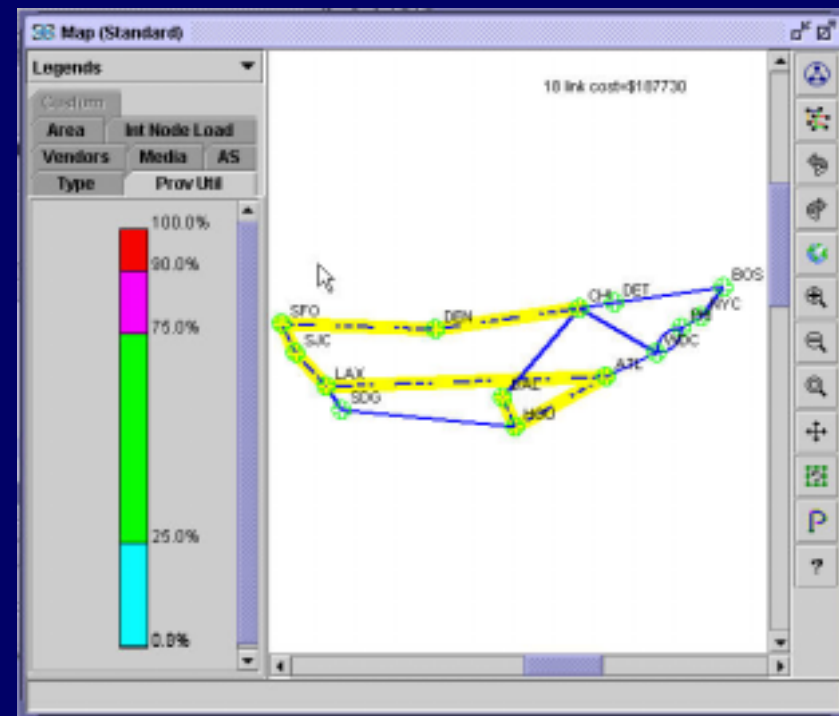 Map (Standard)
Legends
Custom
Area Int Node Load
Vendors Media AS
Type Prov Util
100.0%
90.0%
75.0%
25.0%
0.0%
18 link cost=$187730
BOS
DET
CHI
NYC
SFO
DEN
SJC
WDC
ATL
LAX
SDG
P
?